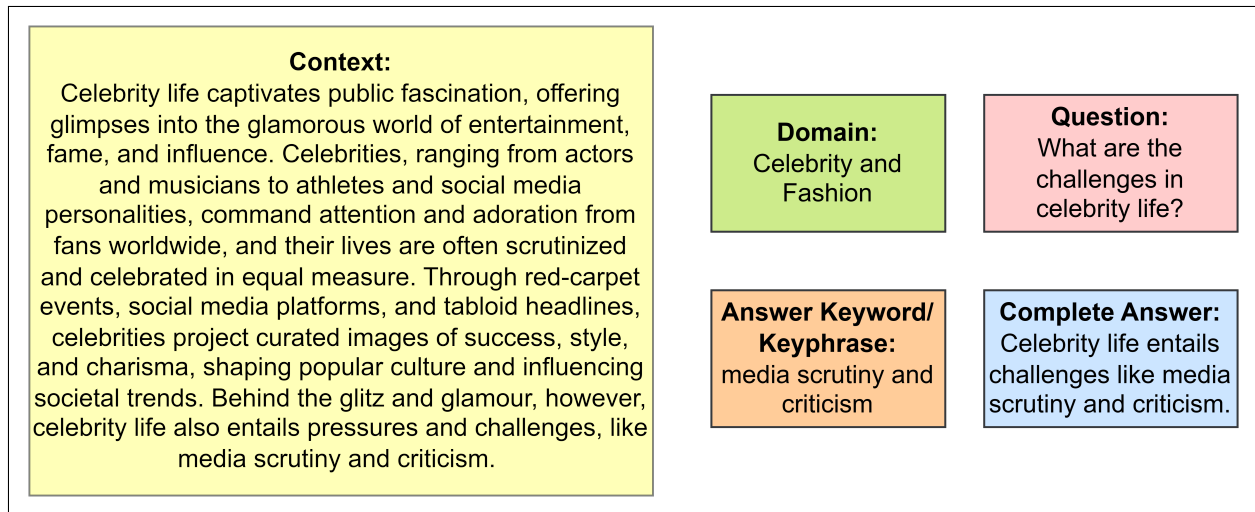 Context:
Celebrity life captivates public fascination, offering
glimpses into the glamorous world of entertainment,
fame, and influence. Celebrities, ranging from actors
and musicians to athletes and social media
personalities, command attention and adoration from
fans worldwide, and their lives are often scrutinized
and celebrated in equal measure. Through red-carpet
events, social media platforms, and tabloid headlines,
celebrities project curated images of success, style,
and charisma, shaping popular culture and influencing
societal trends. Behind the glitz and glamour, however,
celebrity life also entails pressures and challenges, like
media scrutiny and criticism.
Domain:
Celebrity and
Fashion
Question:
What are the
challenges in
celebrity life?
Answer Keyword/
Keyphrase:
media scrutiny and
criticism
Complete Answer:
Celebrity life entails
challenges like media
scrutiny and criticism.